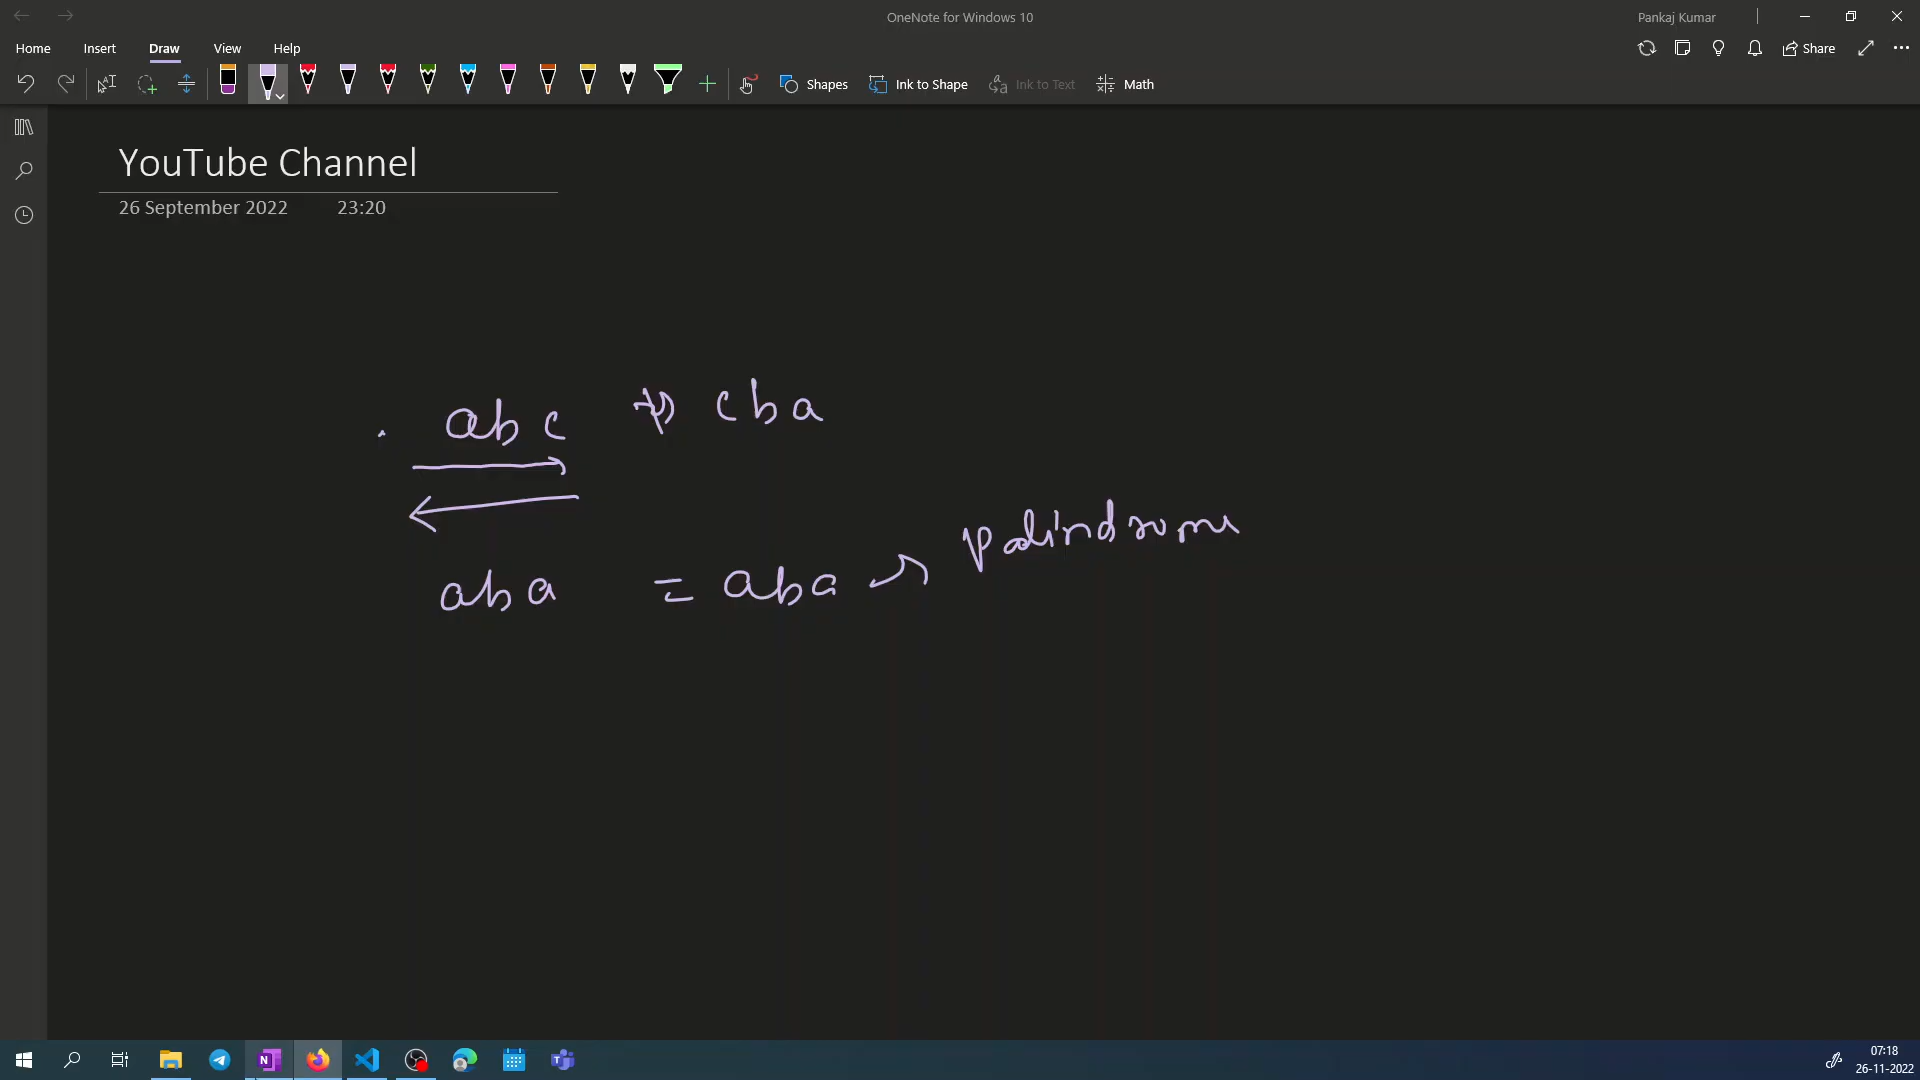 OneNote for Windows 10
Pankaj Kumar
Home Insert Draw View Help
Share
Shapes Ink to Shape Ink to Text Math
YouTube Channel
26 September 2022 23:20
abc cba
aba = aba palindrome
07:18
26-11-2022